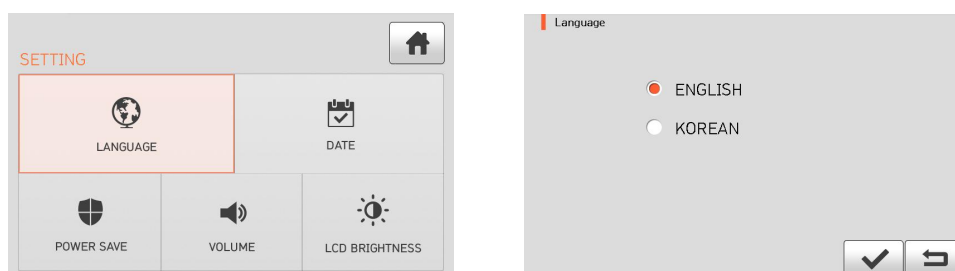 SETTING
LANGUAGE
DATE
POWER SAVE
VOLUME
LCD BRIGHTNESS
Language
ENGLISH
KOREAN